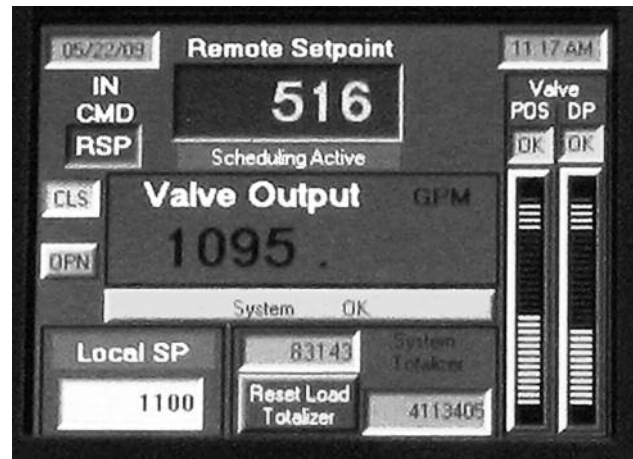 05/22/09
Remote Setpoint
11:17 AM
IN
CMD
RSP
516
Scheduling Active
Valve
POS DP
OK OK
CLS
OPN
Valve Output GPM
1095 .
System OK
Local SP
1100
83143
System
Totalizer
Reset Load
Totalizer
4113405